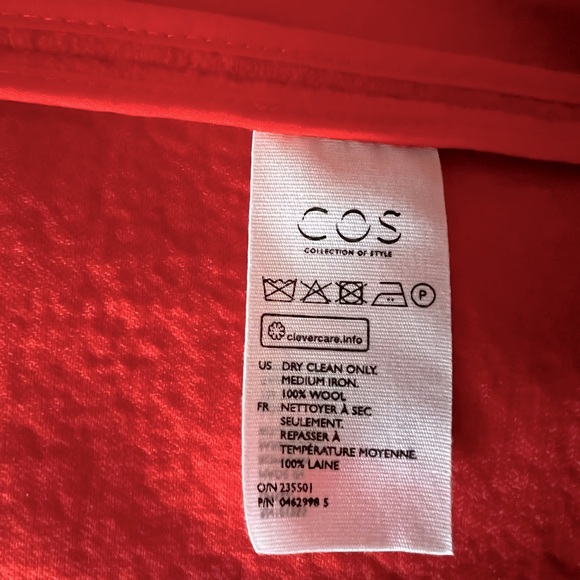 COS
COLLECTION OF STYLE
P
clevercare.info
US DRY CLEAN ONLY.
MEDIUM IRON.
100% WOOL
FR NETTOYER À SEC
SEULEMENT.
REPASSER À
TEMPÉRATURE MOYENNE.
100% LAINE
O/N 235501
P/N 0462998 5